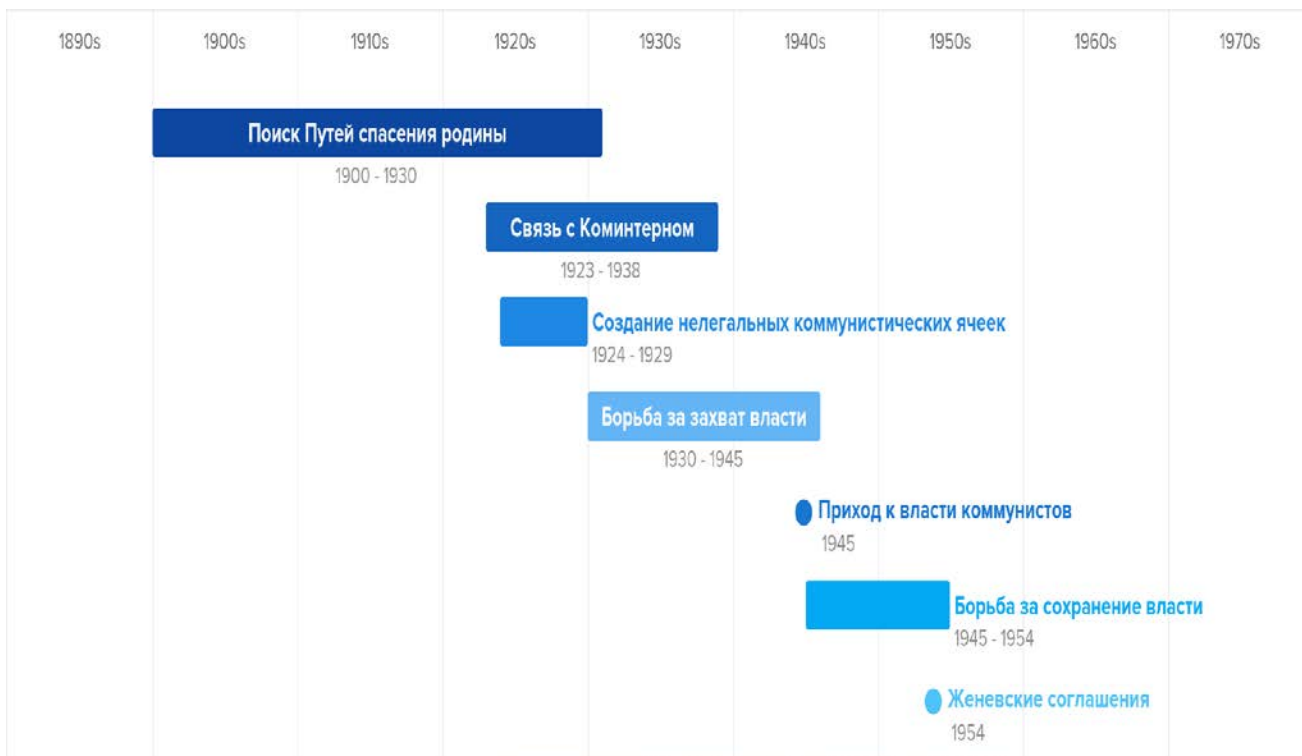 1890s 1900s 1910s 1920s 1930s 1940s 1950s 1960s 1970s
Поиск Путей спасения родины
1900 - 1930
Связь с Коминтерном
1923 - 1938
Создание нелегальных коммунистических ячеек
1924 - 1929
Борьба за захват власти
1930 - 1945
Приход к власти коммунистов
1945
Борьба за сохранение власти
1945 - 1954
Женевские соглашения
1954